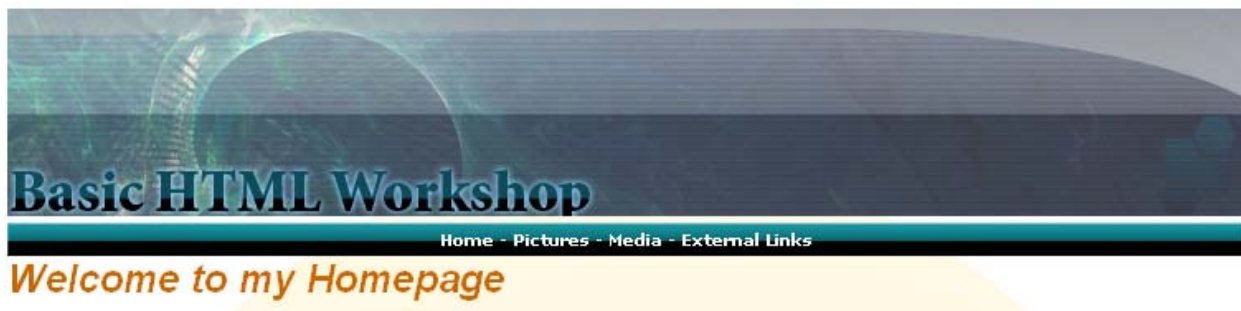 Basic HTML Workshop
Home - Pictures - Media - External Links
Welcome to my Homepage